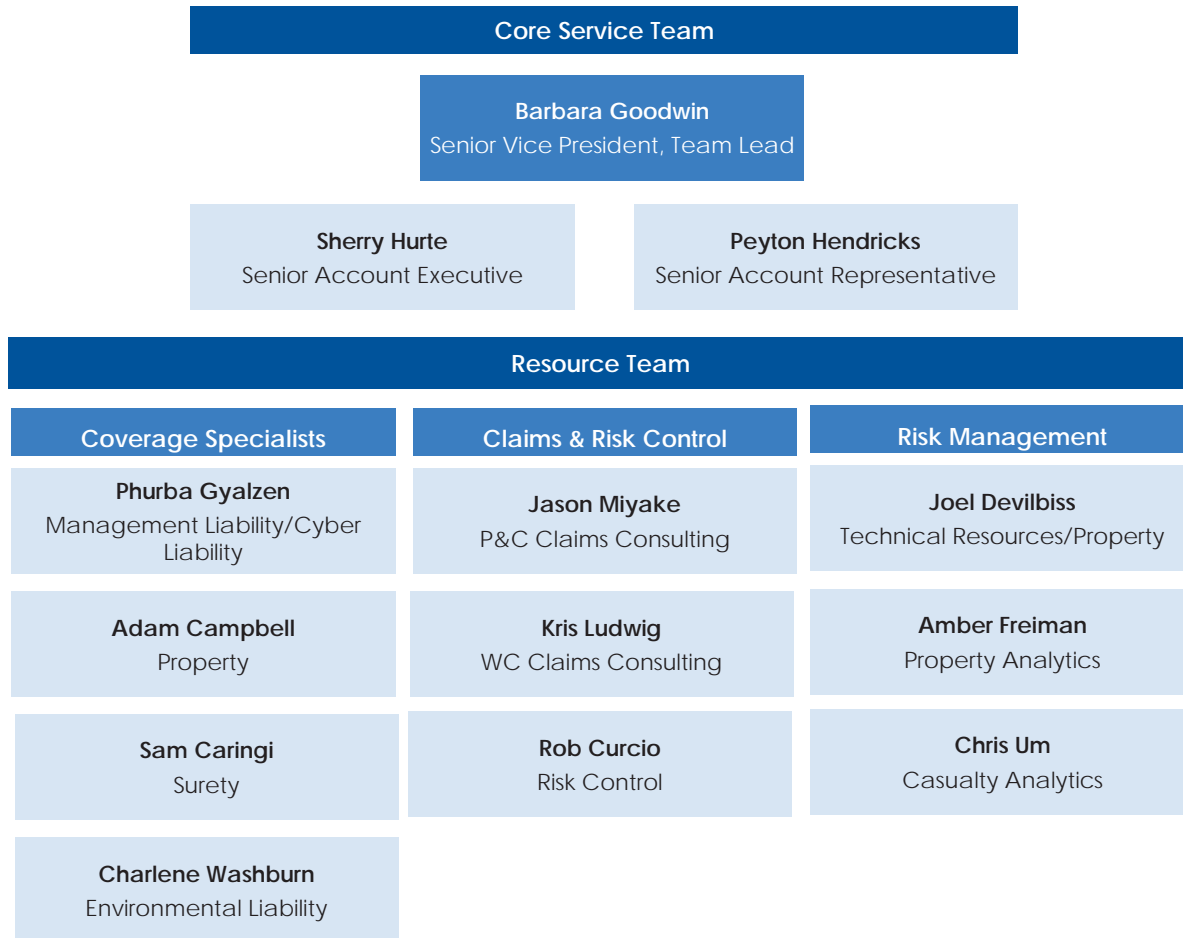 Core Service Team
Barbara Goodwin
Senior Vice President, Team Lead
Sherry Hurte
Senior Account Executive
Peyton Hendricks
Senior Account Representative
Resource Team
Coverage Specialists
Phurba Gyalzen
Management Liability/Cyber
Liability
Adam Campbell
Property
Sam Caringi
Surety
Charlene Washburn
Environmental Liability
Claims & Risk Control
Jason Miyake
P&C Claims Consulting
Kris Ludwig
WC Claims Consulting
Rob Curcio
Risk Control
Risk Management
Joel Devilbiss
Technical Resources/Property
Amber Freiman
Property Analytics
Chris Um
Casualty Analytics